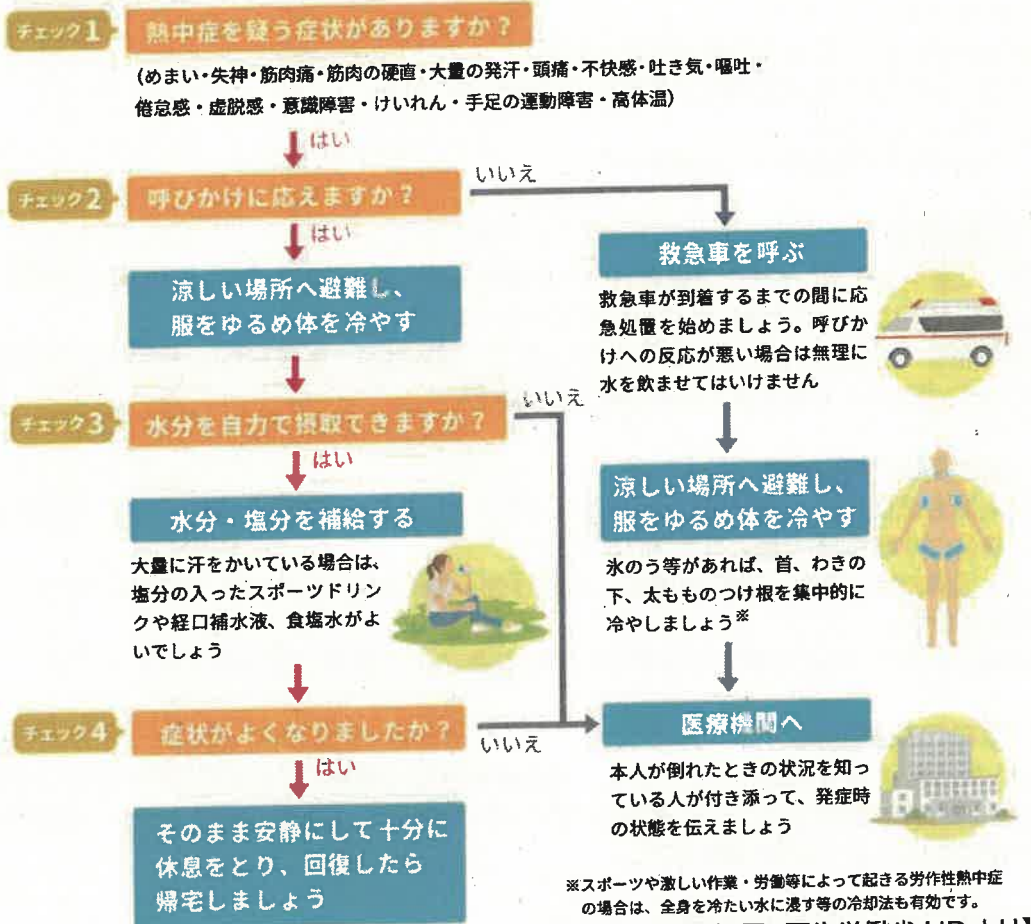 チェック1 熱中症を疑う症状がありますか？
(めまい・失神・筋肉痛・筋肉の硬直・大量の発汗・頭痛・不快感・吐き気・嘔吐・
倦怠感・虚脱感・意識障害・けいれん・手足の運動障害・高体温)
はい
チェック2 呼びかけに応えますか？
いいえ
はい
涼しい場所へ避難し、
服をゆるめ体を冷やす
救急車を呼ぶ
救急車が到着するまでの間に応
急処置を始めましょう。呼びか
けへの反応が悪い場合は無理に
水を飲ませてはいけません
チェック3 水分を自力で摂取できますか？
いいえ
はい
水分・塩分を補給する
大量に汗をかいている場合は、
塩分の入ったスポーツドリン
クや経口補水液、食塩水がよ
いでしょう
涼しい場所へ避難し、
服をゆるめ体を冷やす
氷のう等があれば、首、わきの
下、太もものつけ根を集中的に
冷やしましょう※
チェック4 症状がよくなりましたか？
いいえ
はい
そのまま安静にして十分に
休息をとり、回復したら
帰宅しましょう
医療機関へ
本人が倒れたときの状況を知っ
ている人が付き添って、発症時
の状態を伝えましょう
※スポーツや激しい作業・労働等によって起きる労作性熱中症
の場合は、全身を冷たい水に浸す等の冷却法も有効です。